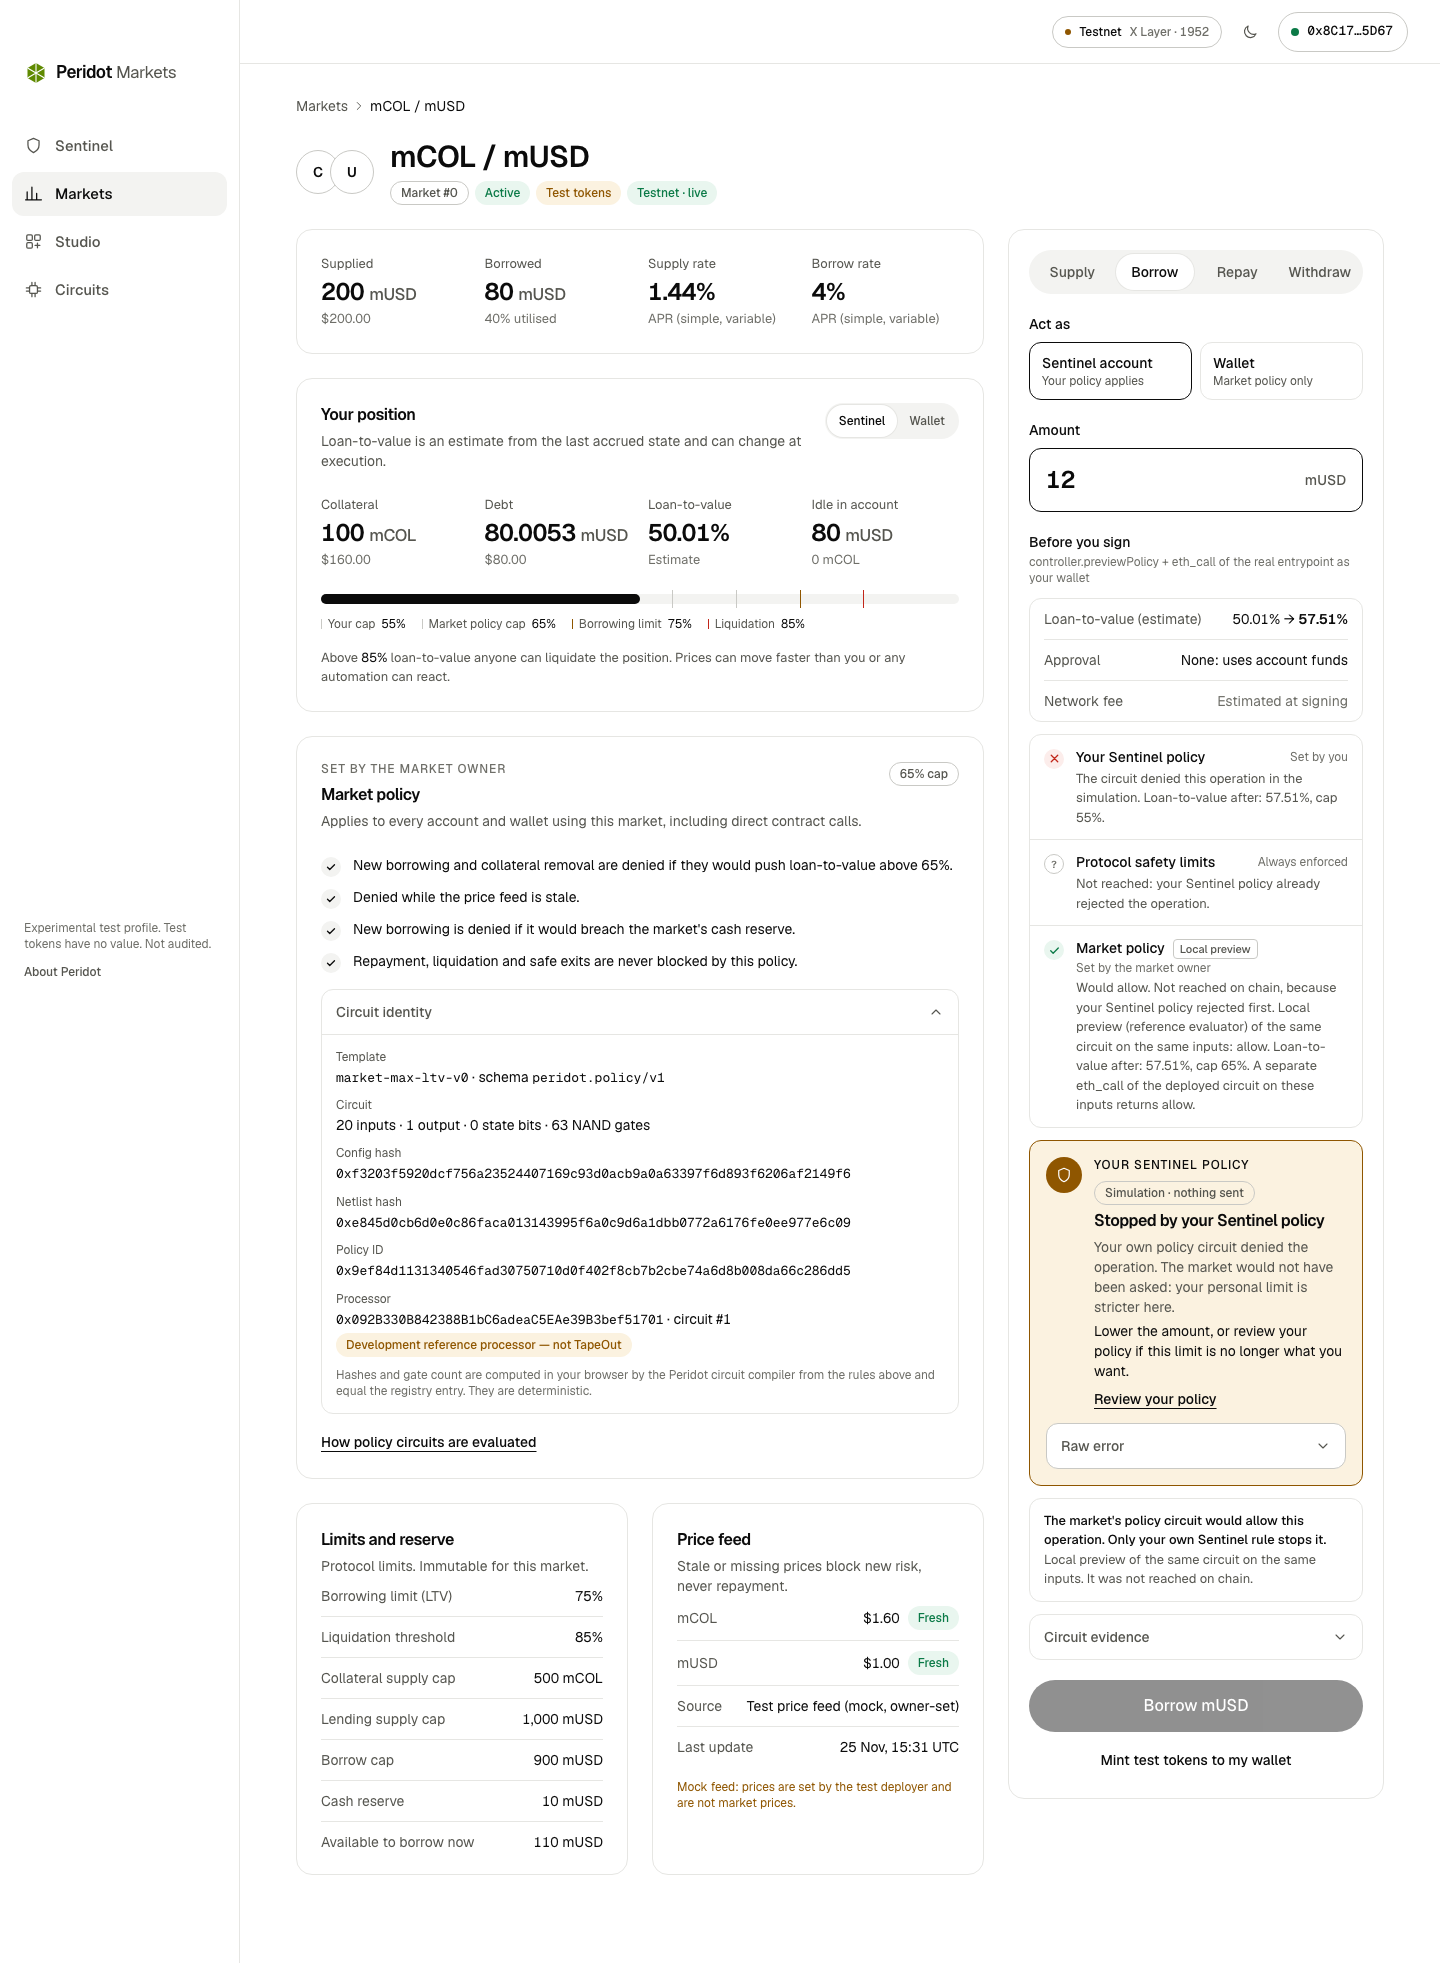 Peridot Markets
Sentinel
Markets
Studio
Circuits
Experimental test profile. Test
tokens have no value. Not audited.
About Peridot
Testnet X Layer · 1952
0x8C17…5D67
Markets > mCOL / mUSD
C U
mCOL / mUSD
Market #0 Active Test tokens Testnet · live
Supplied Borrowed Supply rate Borrow rate
200 mUSD 80 mUSD 1.44% 4%
$200.00 40% utilised APR (simple, variable) APR (simple, variable)
Your position
Sentinel Wallet
Loan-to-value is an estimate from the last accrued state and can change at
execution.
Collateral Debt Loan-to-value Idle in account
100 mCOL 80.0053 mUSD 50.01% 80 mUSD
$160.00 $80.00 Estimate 0 mCOL
Your cap 55% Market policy cap 65% Borrowing limit 75% Liquidation 85%
Above 85% loan-to-value anyone can liquidate the position. Prices can move faster than you or any
automation can react.
SET BY THE MARKET OWNER
65% cap
Market policy
Applies to every account and wallet using this market, including direct contract calls.
New borrowing and collateral removal are denied if they would push loan-to-value above 65%.
Denied while the price feed is stale.
New borrowing is denied if it would breach the market's cash reserve.
Repayment, liquidation and safe exits are never blocked by this policy.
Circuit identity
Template
market-max-ltv-v0 · schema peridot.policy/v1
Circuit
20 inputs · 1 output · 0 state bits · 63 NAND gates
Config hash
0xf3203f5920dcf756a23524407169c93d0acb9a0a63397f6d893f6206af2149f6
Netlist hash
0xe845d0cb6d0e0c86faca013143995f6a0c9d6a1dbb0772a6176fe0ee977e6c09
Policy ID
0x9ef84d1131340546fad30750710d0f402f8cb7b2cbe74a6d8b008da66c286dd5
Processor
0x092B330B842388B1bC6adeaC5EAe39B3bef51701 · circuit #1
Development reference processor — not TapeOut
Hashes and gate count are computed in your browser by the Peridot circuit compiler from the rules above and
equal the registry entry. They are deterministic.
How policy circuits are evaluated
Limits and reserve
Protocol limits. Immutable for this market.
Borrowing limit (LTV) 75%
Liquidation threshold 85%
Collateral supply cap 500 mCOL
Lending supply cap 1,000 mUSD
Borrow cap 900 mUSD
Cash reserve 10 mUSD
Available to borrow now 110 mUSD
Price feed
Stale or missing prices block new risk,
never repayment.
mCOL $1.60 Fresh
mUSD $1.00 Fresh
Source Test price feed (mock, owner-set)
Last update 25 Nov, 15:31 UTC
Mock feed: prices are set by the test deployer and
are not market prices.
Supply Borrow Repay Withdraw
Act as
Sentinel account Wallet
Your policy applies Market policy only
Amount
12 mUSD
Before you sign
controller.previewPolicy + eth_call of the real entrypoint as
your wallet
Loan-to-value (estimate) 50.01% → 57.51%
Approval None: uses account funds
Network fee Estimated at signing
Your Sentinel policy Set by you
The circuit denied this operation in the
simulation. Loan-to-value after: 57.51%, cap
55%.
? Protocol safety limits Always enforced
Not reached: your Sentinel policy already
rejected the operation.
Market policy Local preview
Set by the market owner
Would allow. Not reached on chain, because
your Sentinel policy rejected first. Local
preview (reference evaluator) of the same
circuit on the same inputs: allow. Loan-to-
value after: 57.51%, cap 65%. A separate
eth_call of the deployed circuit on these
inputs returns allow.
YOUR SENTINEL POLICY
Simulation · nothing sent
Stopped by your Sentinel policy
Your own policy circuit denied the
operation. The market would not have
been asked: your personal limit is
stricter here.
Lower the amount, or review your
policy if this limit is no longer what you
want.
Review your policy
Raw error
The market's policy circuit would allow this
operation. Only your own Sentinel rule stops it.
Local preview of the same circuit on the same
inputs. It was not reached on chain.
Circuit evidence
Borrow mUSD
Mint test tokens to my wallet